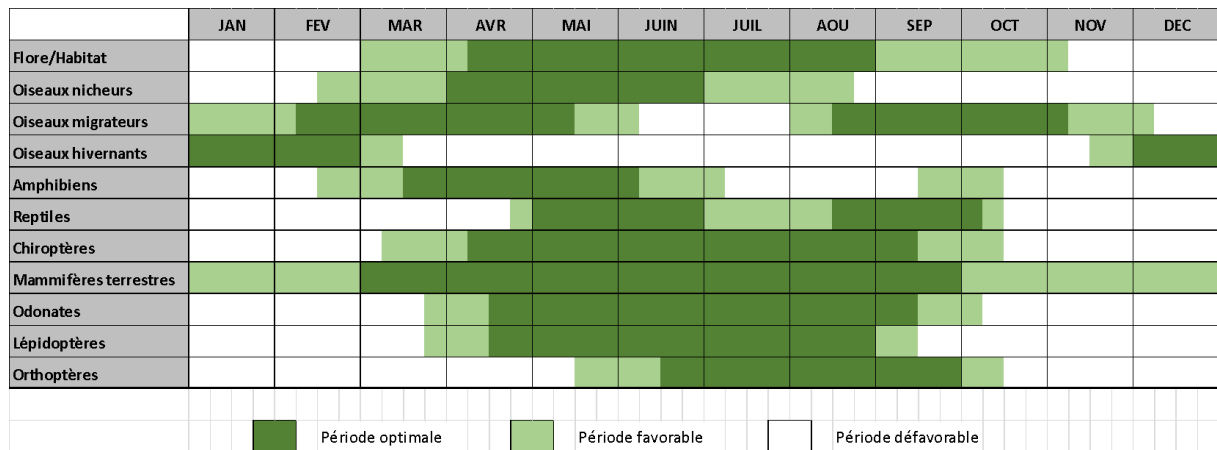 JAN FEV MAR AVR MAI JUIN JUIL AOU SEP OCT NOV DEC
Flore/Habitat
Oiseaux nicheurs
Oiseaux migrateurs
Oiseaux hivernants
Amphibiens
Reptiles
Chiroptères
Mammifères terrestres
Odonates
Lépidoptères
Orthoptères
Période optimale Période favorable Période défavorable